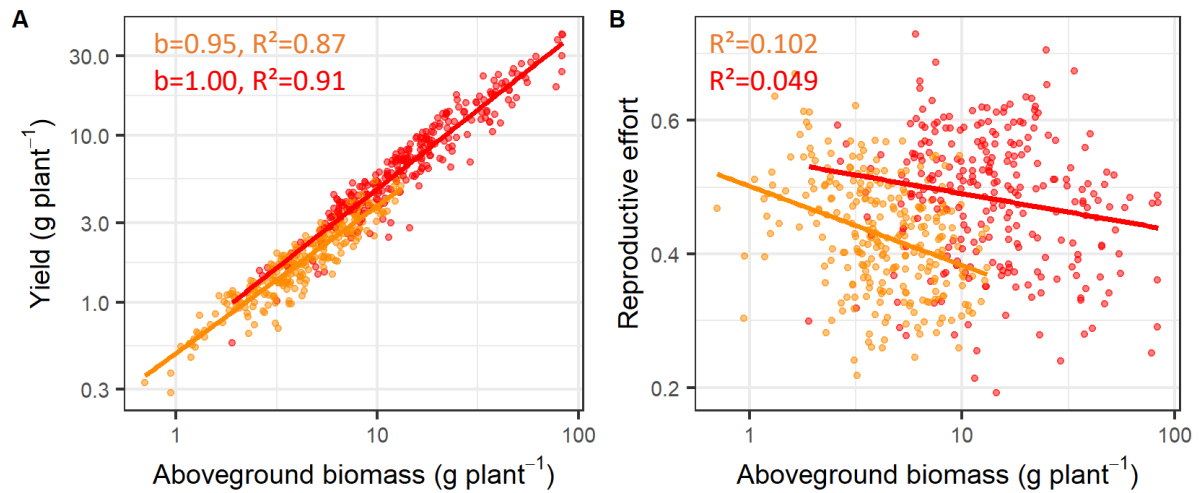 A
b=0.95, R²=0.87
b=1.00, R²=0.91
30.0
10.0
3.0
1.0
0.3
Yield (g plant⁻¹)
1
10
100
Aboveground biomass (g plant⁻¹)
B
R²=0.102
R²=0.049
0.6
0.4
0.2
Reproductive effort
1
10
100
Aboveground biomass (g plant⁻¹)